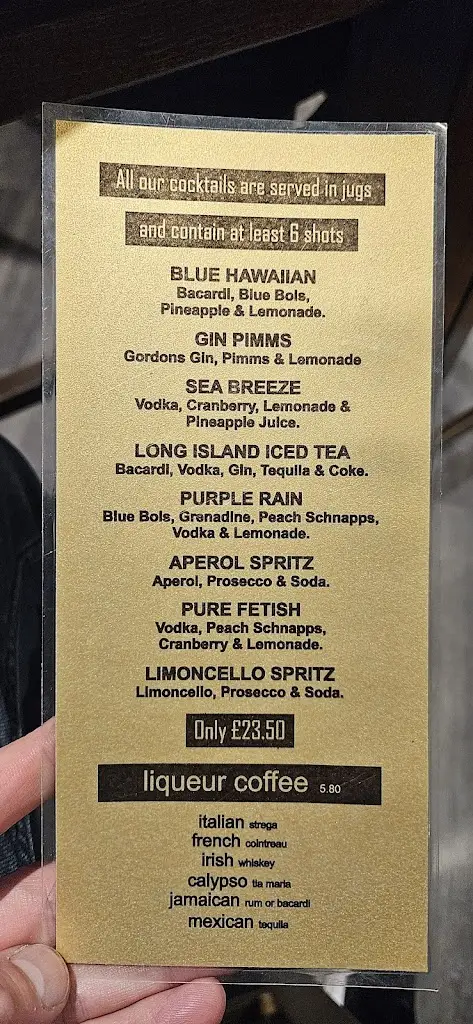 All our cocktails are served in jugs
and contain at least 6 shots
BLUE HAWAIIAN
Bacardi, Blue Bols,
Pineapple & Lemonade.
GIN PIMMS
Gordons Gin, Pimms & Lemonade
SEA BREEZE
Vodka, Cranberry, Lemonade &
Pineapple Juice.
LONG ISLAND ICED TEA
Bacardi, Vodka, Gin, Tequila & Coke.
PURPLE RAIN
Blue Bols, Grenadine, Peach Schnapps,
Vodka & Lemonade.
APEROL SPRITZ
Aperol, Prosecco & Soda.
PURE FETISH
Vodka, Peach Schnapps,
Cranberry & Lemonade.
LIMONCELLO SPRITZ
Limoncello, Prosecco & Soda.
Only £23.50
liqueur coffee 5.80
italian strega
french cointreau
irish whiskey
calypso tia maria
jamaican rum or bacardi
mexican tequila